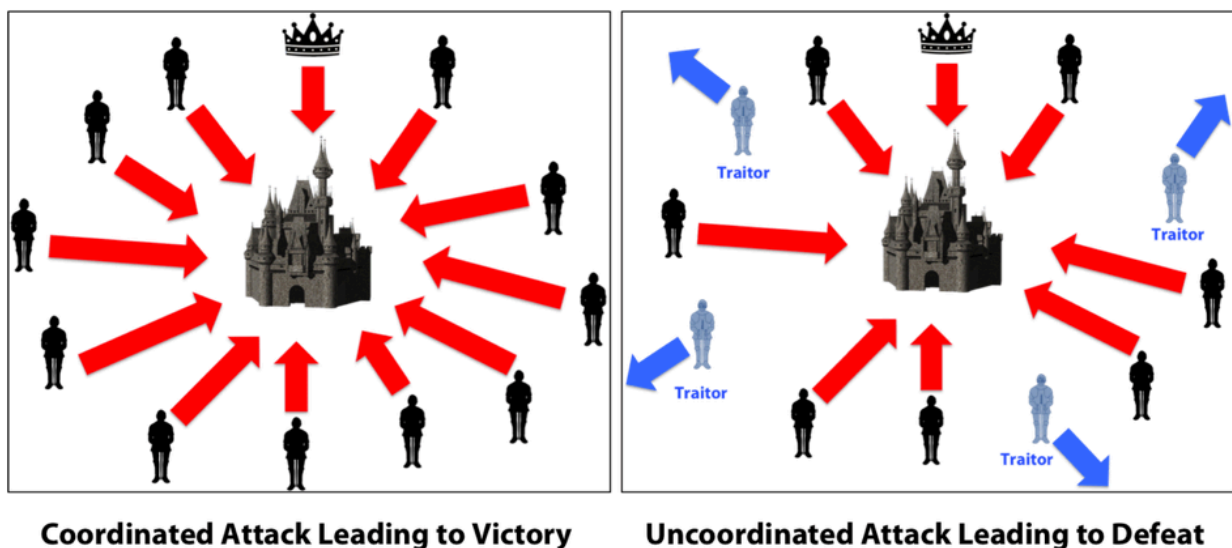 Traitor
Traitor
Traitor
Traitor
Coordinated Attack Leading to Victory
Uncoordinated Attack Leading to Defeat